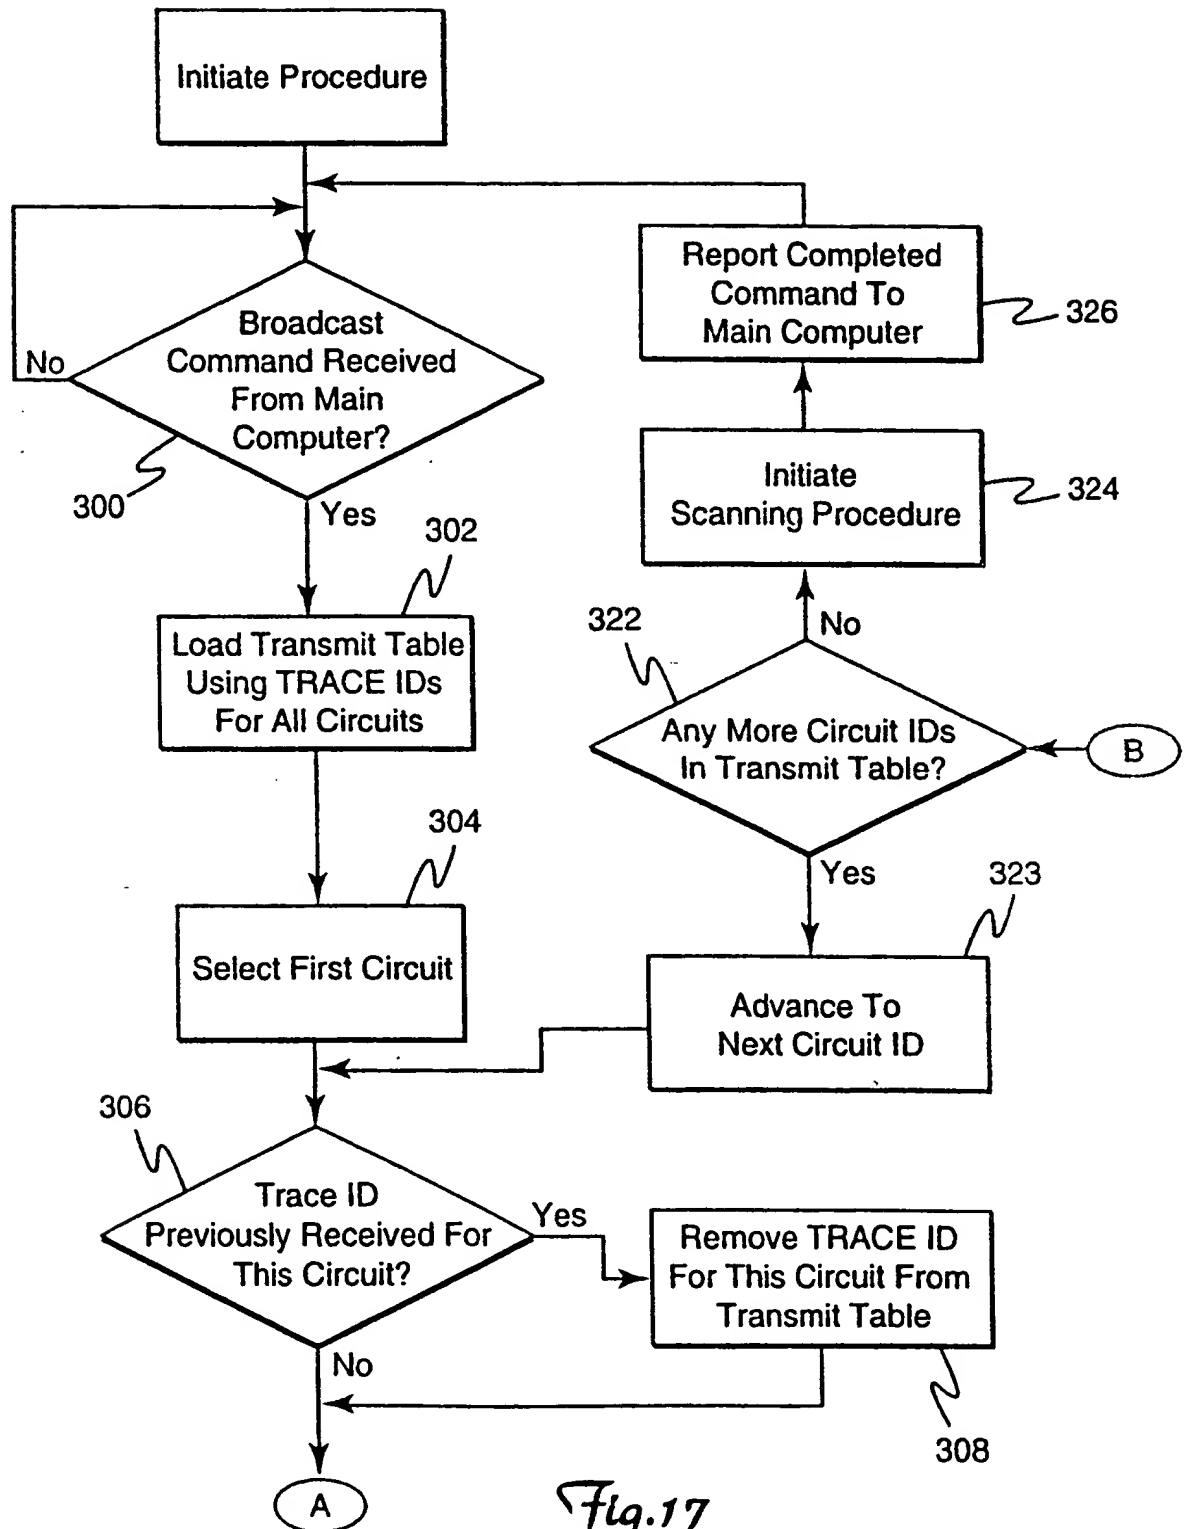 Initiate Procedure
Broadcast
Command Received
From Main
Computer?
No
300
Yes
302
Load Transmit Table
Using TRACE IDs
For All Circuits
304
Select First Circuit
306
Trace ID
Previously Received For
This Circuit?
Yes
No
Remove TRACE ID
For This Circuit From
Transmit Table
308
A
Report Completed
Command To
Main Computer
326
Initiate
Scanning Procedure
324
No
322
Any More Circuit IDs
In Transmit Table?
B
Yes
323
Advance To
Next Circuit ID
Fig.17